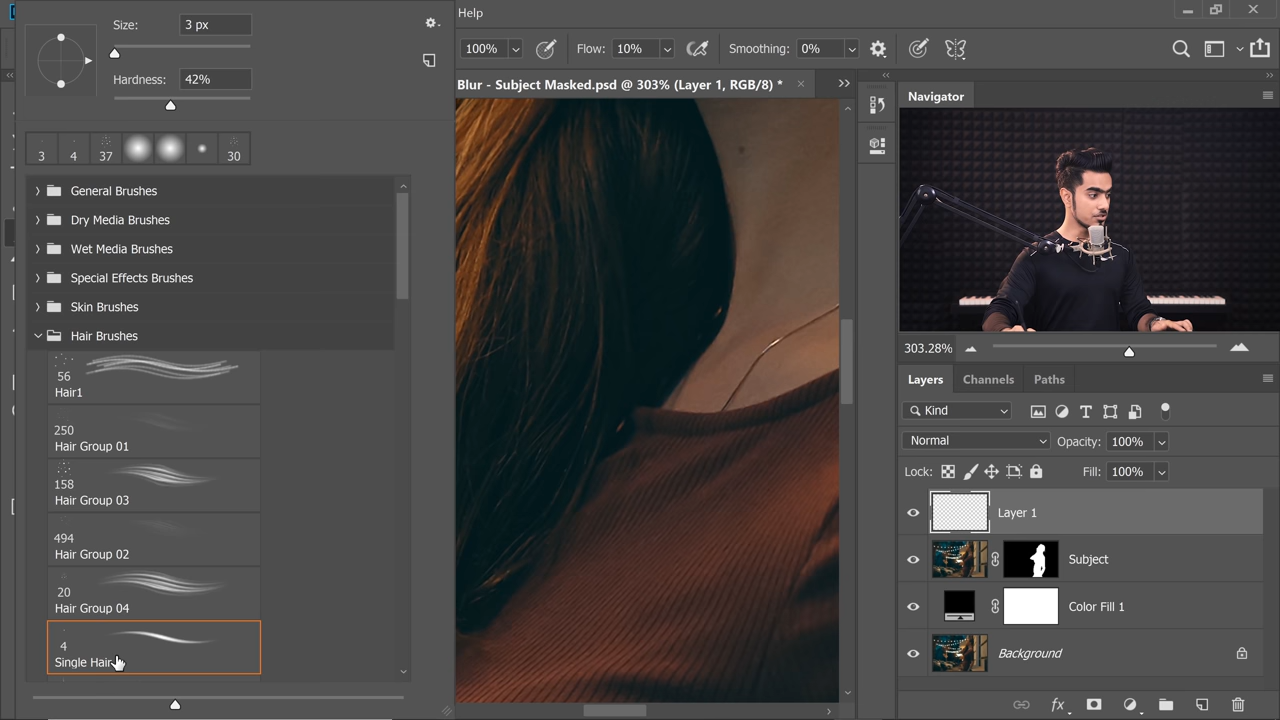 Help
Size: 3 px
Hardness: 42%
100% Flow: 10% Smoothing: 0%
Blur - Subject Masked.psd @ 303% (Layer 1, RGB/8) *
3 4 37 30
General Brushes
Dry Media Brushes
Wet Media Brushes
Special Effects Brushes
Skin Brushes
Hair Brushes
56
Hair1
250
Hair Group 01
158
Hair Group 03
494
Hair Group 02
20
Hair Group 04
4
Single Hair
Navigator
303.28%
Layers Channels Paths
Kind
Normal Opacity: 100%
Lock: Fill: 100%
Layer 1
Subject
Color Fill 1
Background